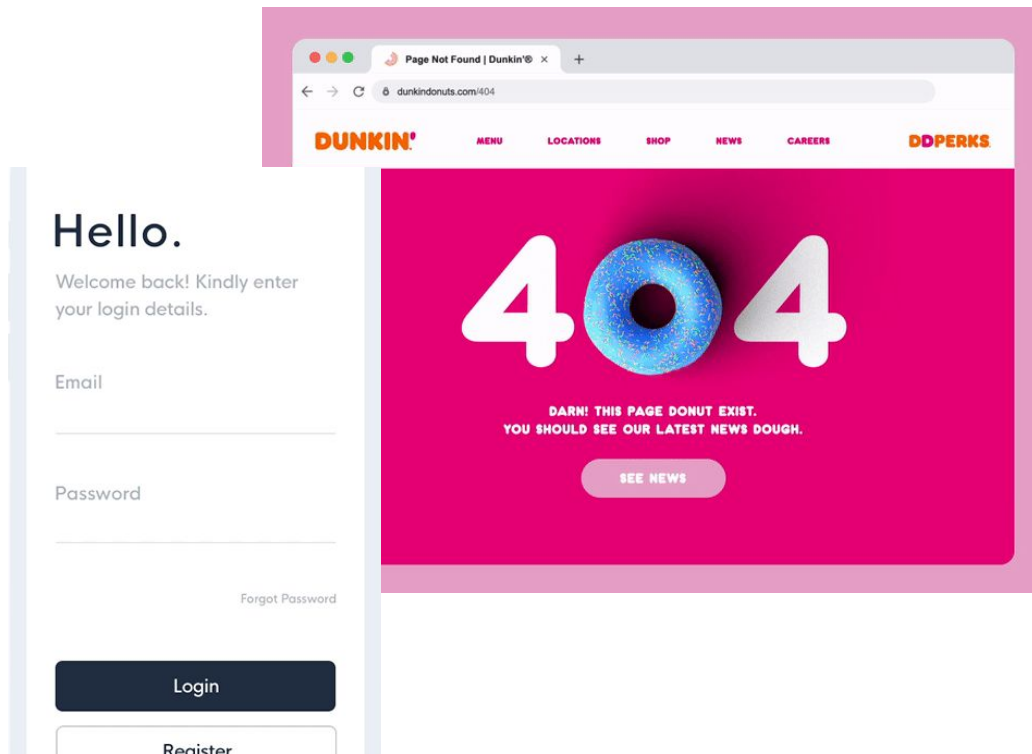 Page Not Found | Dunkin'®
dunkindonuts.com/404
DUNKIN'
MENU
LOCATIONS
SHOP
NEWS
CAREERS
DDPERKS
404
DARN! THIS PAGE DONUT EXIST.
YOU SHOULD SEE OUR LATEST NEWS DOUGH.
SEE NEWS
Hello.
Welcome back! Kindly enter
your login details.
Email
Password
Forgot Password
Login
Register